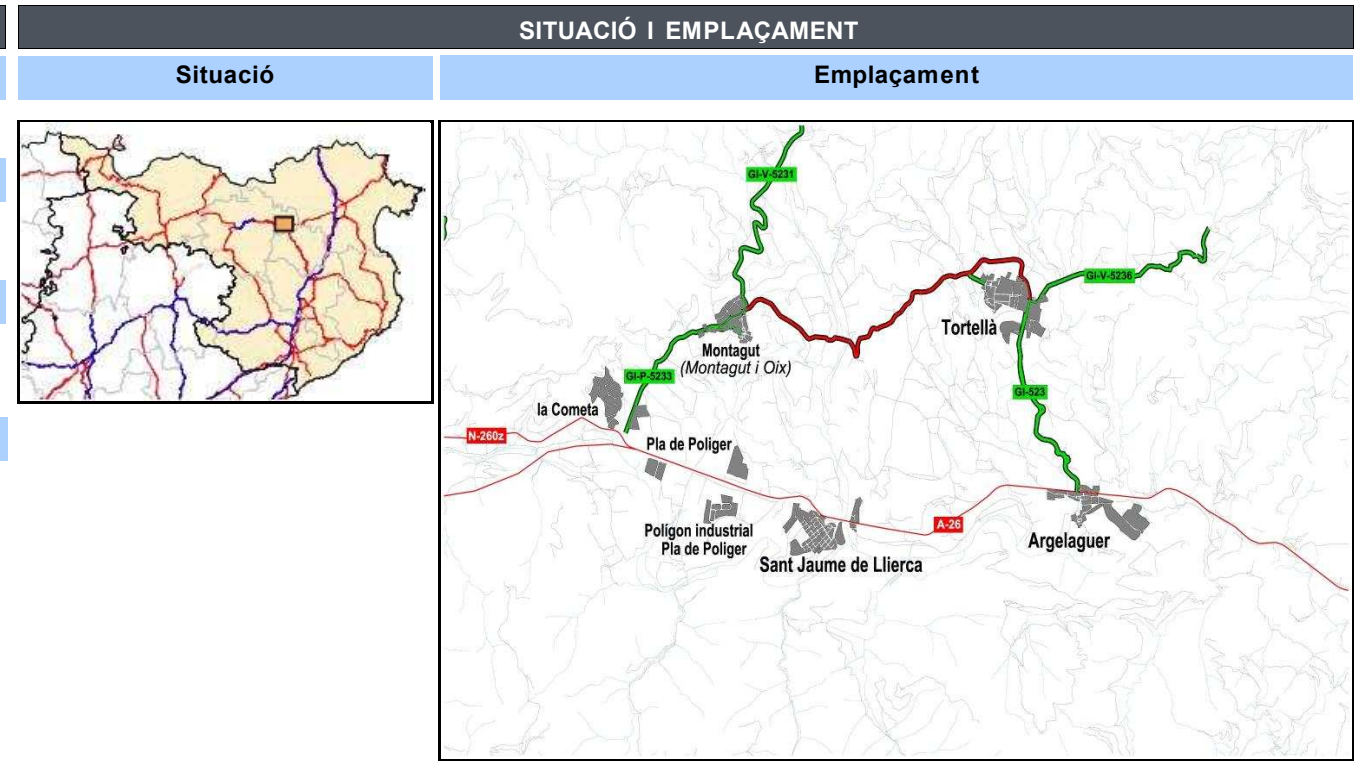 SITUACIÓ I EMPLAÇAMENT
Situació
Emplaçament
GI-V-5231
GI-V-5236
Tortellà
Montagut
(Montagut i Oix)
GI-P-5233
GI-523
la Cometa
N-260z
Pla de Poliger
A-26
Polígon industrial
Pla de Poliger
Argelaguer
Sant Jaume de Llierca